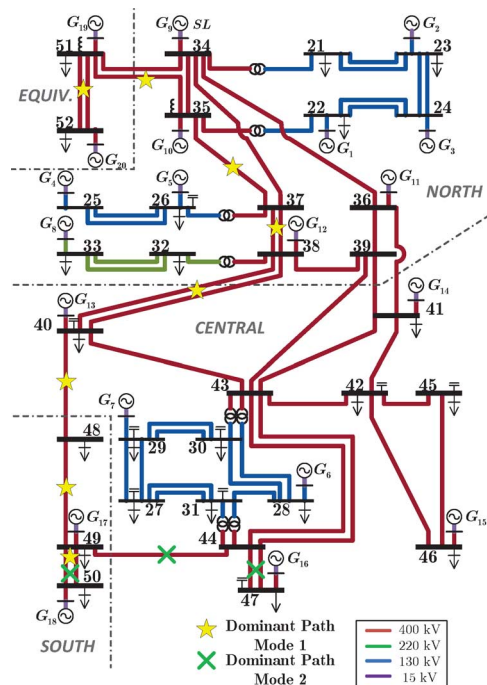 G19
G9
SL
G2
51
34
21
23
EQUIV.
35
22
24
52
G20
G10
G1
G3
G4
G5
G11
25
26
37
36
NORTH
G8
G12
33
32
38
39
G13
G14
40
CENTRAL
41
43
42
45
G7
48
29
30
G6
27
31
28
G17
49
44
G15
50
G16
46
G18
47
SOUTH
Dominant Path
Mode 1
Dominant Path
Mode 2
400 kV
220 kV
130 kV
15 kV